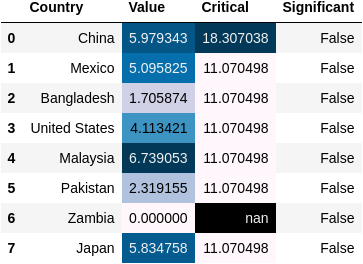 Country Value Critical Significant
0 China 5.979343 18.307038 False
1 Mexico 5.095825 11.070498 False
2 Bangladesh 1.705874 11.070498 False
3 United States 4.113421 11.070498 False
4 Malaysia 6.739053 11.070498 False
5 Pakistan 2.319155 11.070498 False
6 Zambia 0.000000 nan False
7 Japan 5.834758 11.070498 False